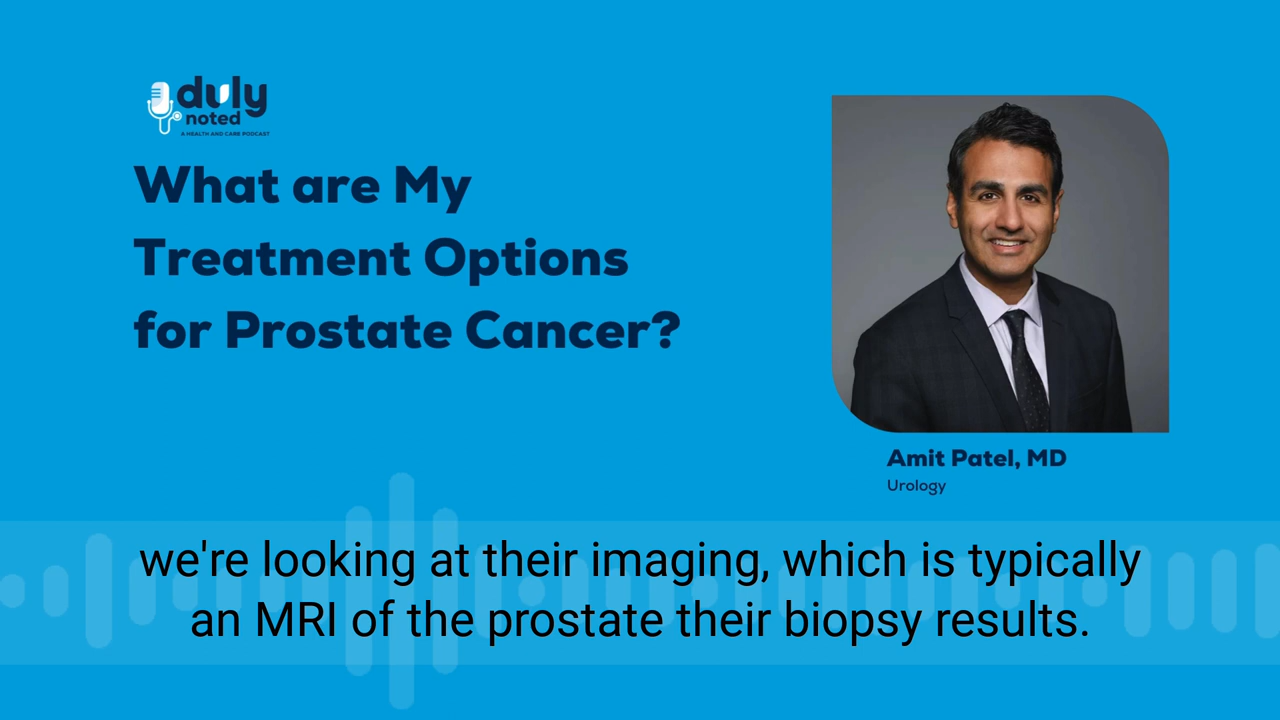 duly
noted
A HEALTH AND CARE PODCAST
What are My
Treatment Options
for Prostate Cancer?
Amit Patel, MD
Urology
we're looking at their imaging, which is typically
an MRI of the prostate their biopsy results.